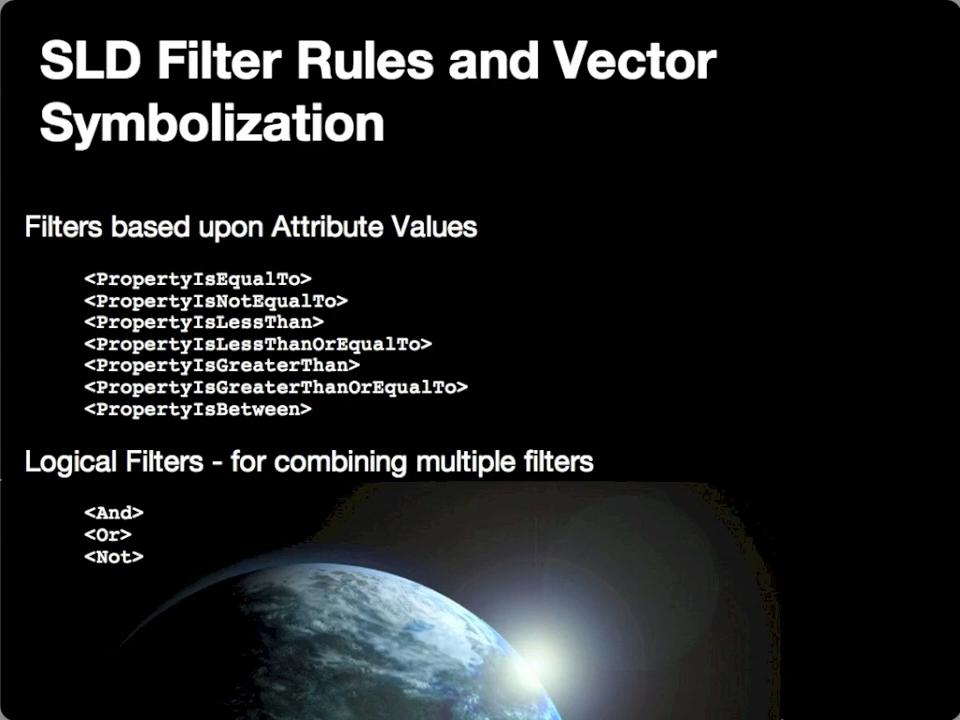 SLD Filter Rules and Vector
Symbolization
Filters based upon Attribute Values
<PropertyIsEqualTo>
<PropertyIsNotEqualTo>
<PropertyIsLessThan>
<PropertyIsLessThanOrEqualTo>
<PropertyIsGreaterThan>
<PropertyIsGreaterThanOrEqualTo>
<PropertyIsBetween>
Logical Filters - for combining multiple filters
<And>
<Or>
<Not>